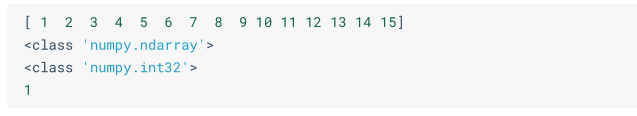 [ 1  2  3  4  5  6  7  8  9 10 11 12 13 14 15]
<class 'numpy.ndarray'>
<class 'numpy.int32'>
1